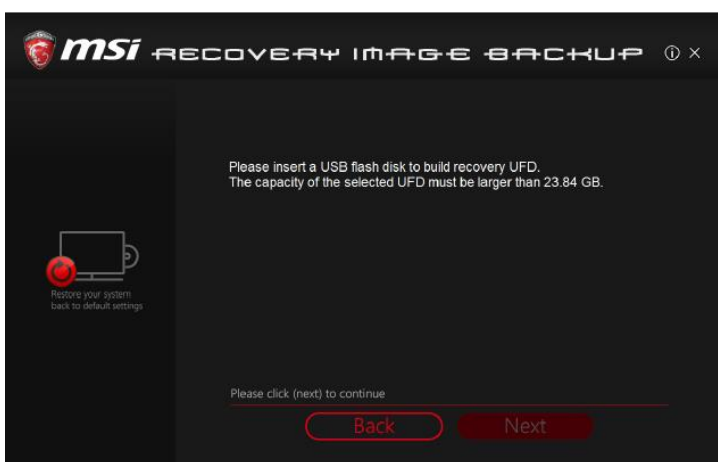 msi RECOVERY IMAGE BACKUP
Please insert a USB flash disk to build recovery UFD.
The capacity of the selected UFD must be larger than 23.84 GB.
Restore your system
back to default settings
Please click (next) to continue
Back Next